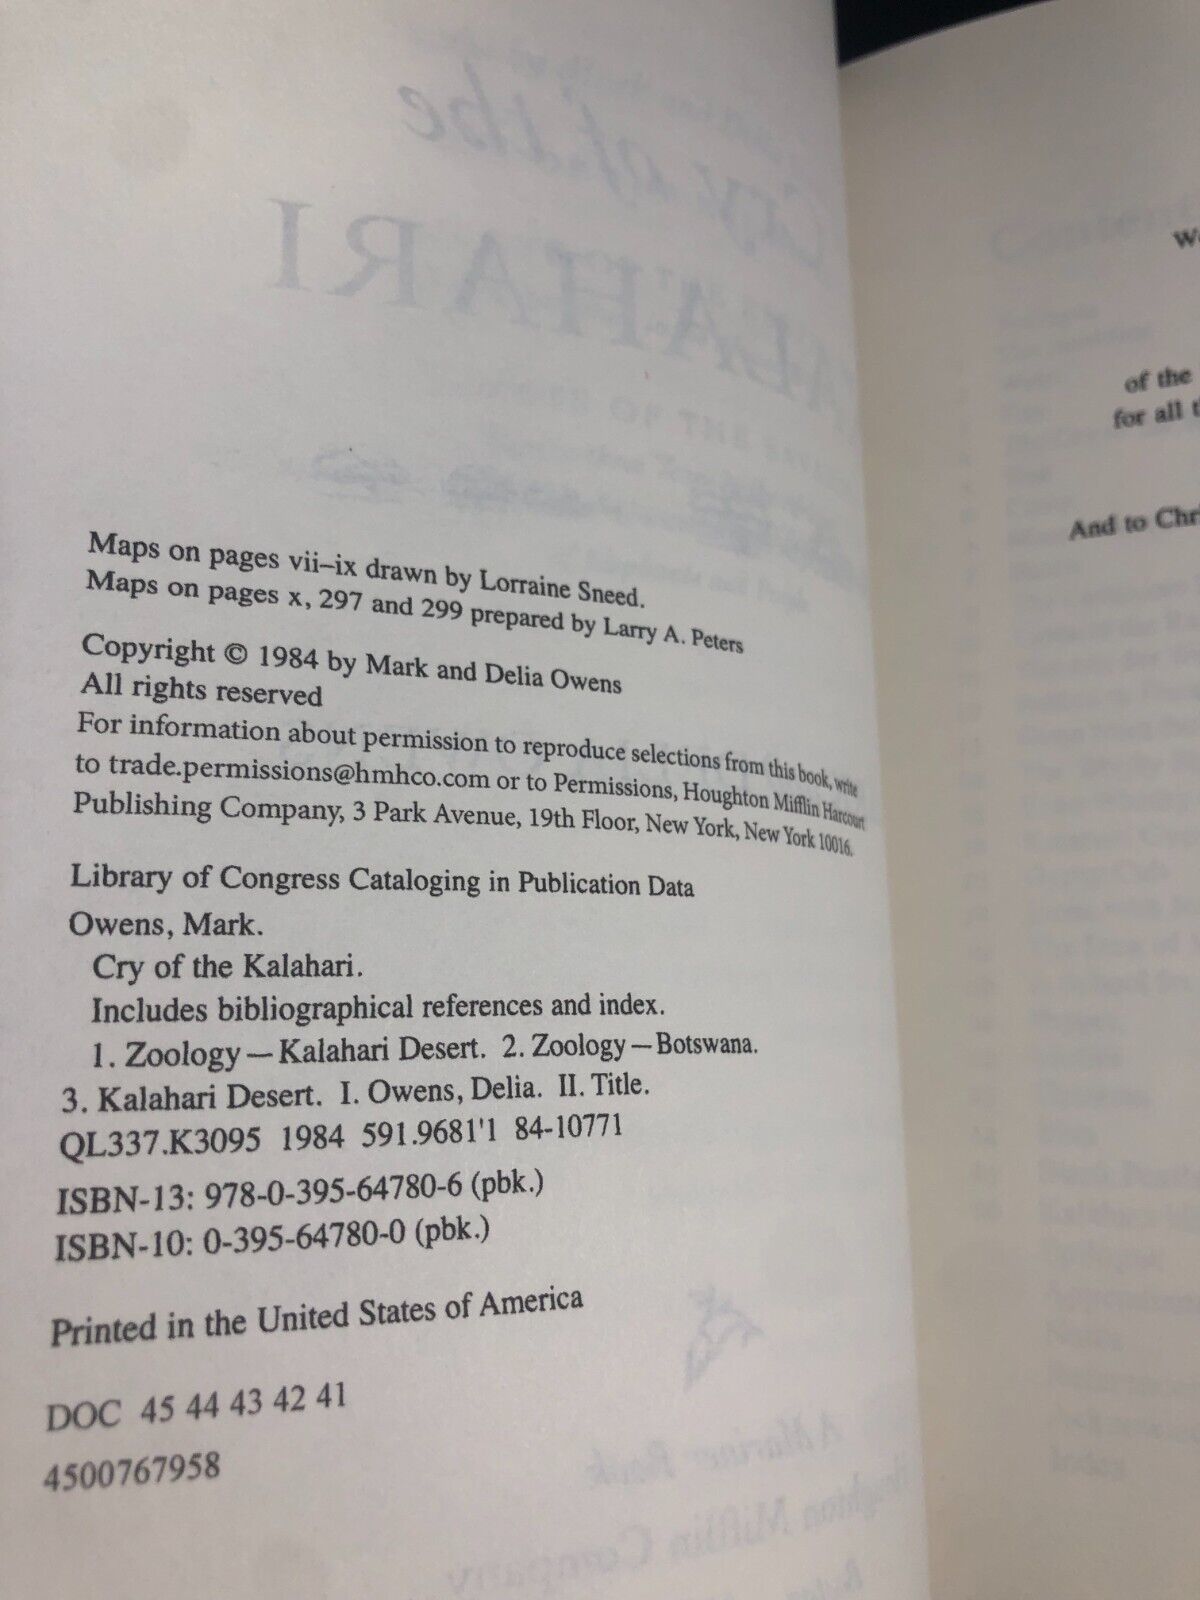 Maps on pages vii–ix drawn by Lorraine Sneed.
Maps on pages x, 297 and 299 prepared by Larry A. Peters
Copyright © 1984 by Mark and Delia Owens
All rights reserved
For information about permission to reproduce selections from this book, write
to trade.permissions@hmhco.com or to Permissions, Houghton Mifflin Harcourt
Publishing Company, 3 Park Avenue, 19th Floor, New York, New York 10016.
Library of Congress Cataloging in Publication Data
Owens, Mark.
Cry of the Kalahari.
Includes bibliographical references and index.
1. Zoology — Kalahari Desert. 2. Zoology — Botswana.
3. Kalahari Desert. I. Owens, Delia. II. Title.
QL337.K3095 1984 591.9681'1 84-10771
ISBN-13: 978-0-395-64780-6 (pbk.)
ISBN-10: 0-395-64780-0 (pbk.)
Printed in the United States of America
DOC 45 44 43 42 41
4500767958
of the
for all
And to